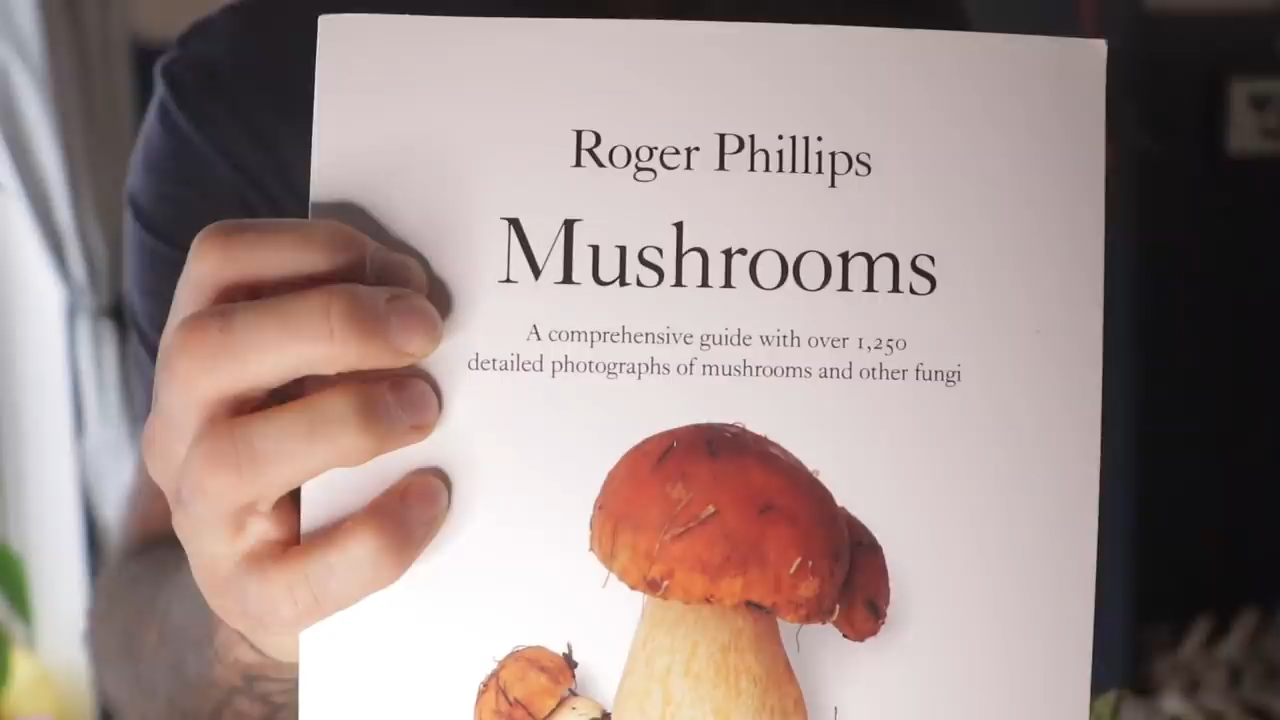 Roger Phillips
Mushrooms
A comprehensive guide with over 1,250
detailed photographs of mushrooms and other fungi